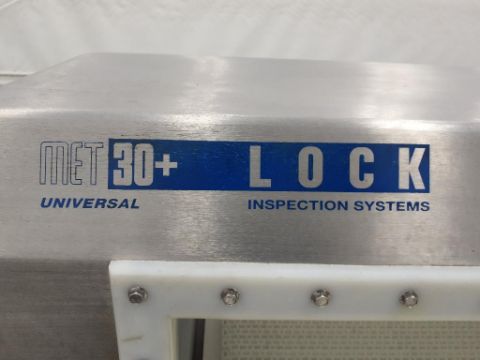 MET 30+ LOCK
UNIVERSAL INSPECTION SYSTEMS